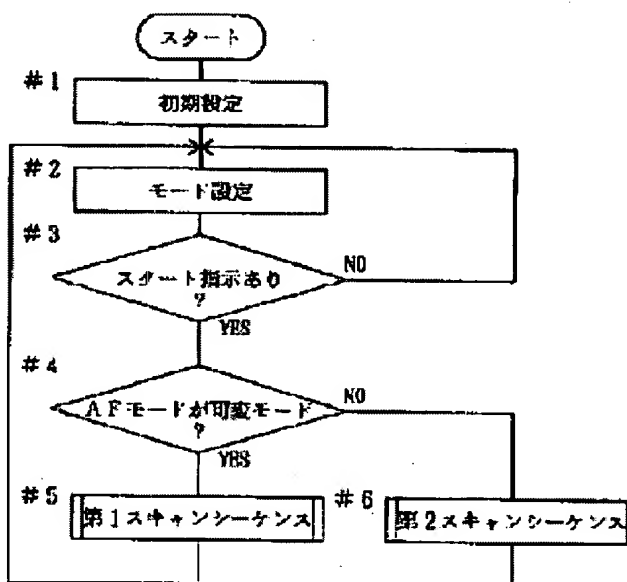 スタート
#1
初期設定
#2
モード設定
#3
スタート指示あり
?
NO
YES
#4
AFモードが可変モード
?
NO
YES
#5
第1スキャンシーケンス
#6
第2スキャンシーケンス